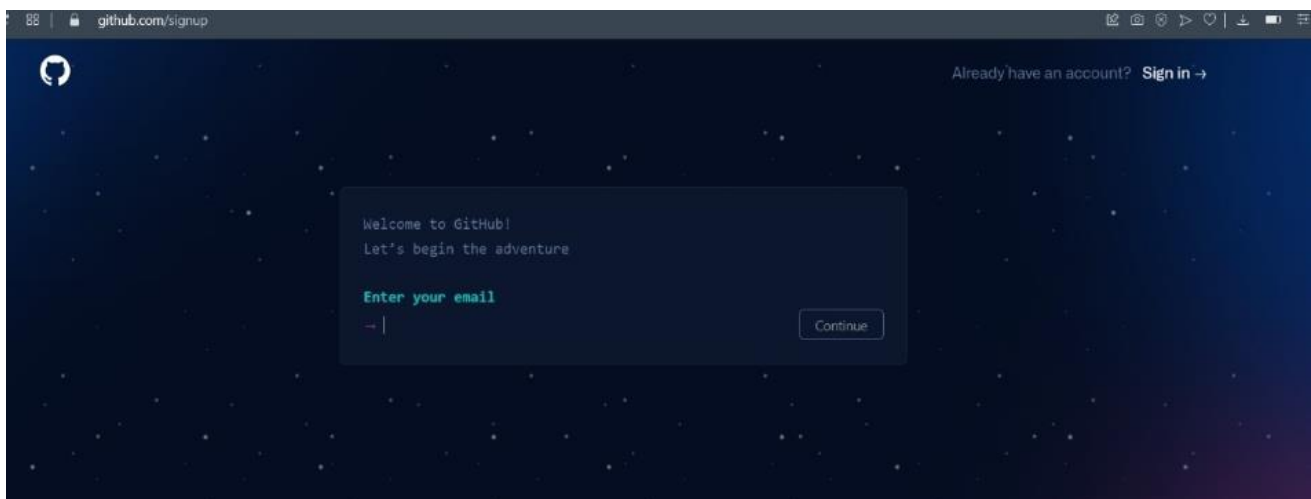 github.com/signup
Already have an account? Sign in →
Welcome to GitHub!
Let's begin the adventure
Enter your email
→
Continue